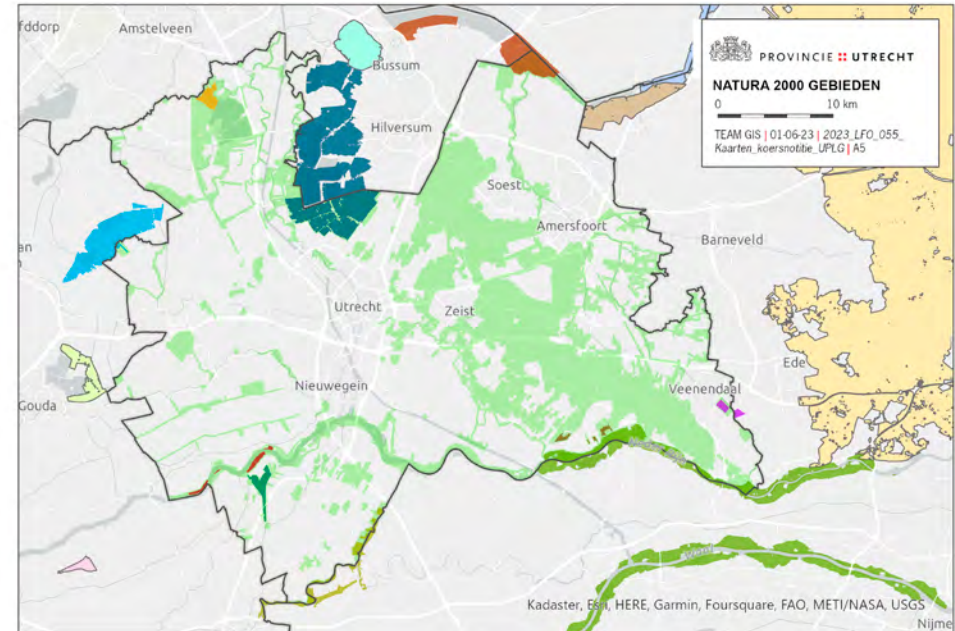 fddorp
Amstelveen
Bussum
Hilversum
PROVINCIE :: UTRECHT
NATURA 2000 GEBIEDEN
0 10 km
TEAM GIS | 01-06-23 | 2023_LFO_055_
Kaarten_koersnotitie_UPLG | A5
Soest
Amersfoort
Barneveld
an
Utrecht
Zeist
Ede
Nieuwegein
Veenendaal
Gouda
Waal
Kadaster, Esri, HERE, Garmin, Foursquare, FAO, METI/NASA, USGS
Nijme